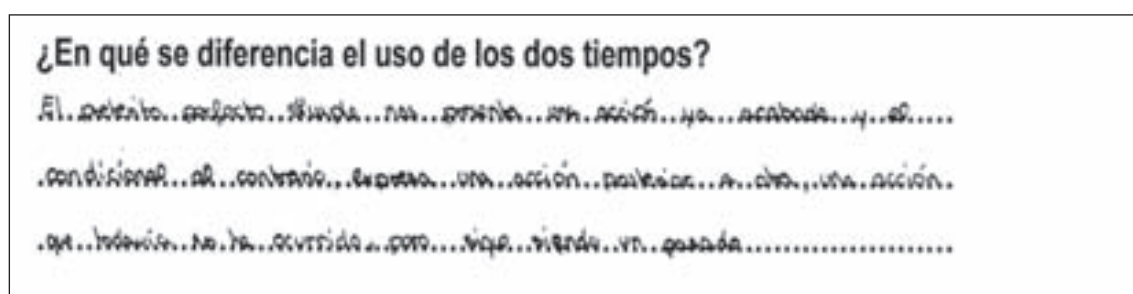 ¿En qué se diferencia el uso de los dos tiempos?
El pretérito perfecto simple nos presenta una acción ya acabada y el
condicional al contrario, expresa una acción posterior a otra, una acción
que todavía no ha ocurrido, pero sigue siendo un pasado